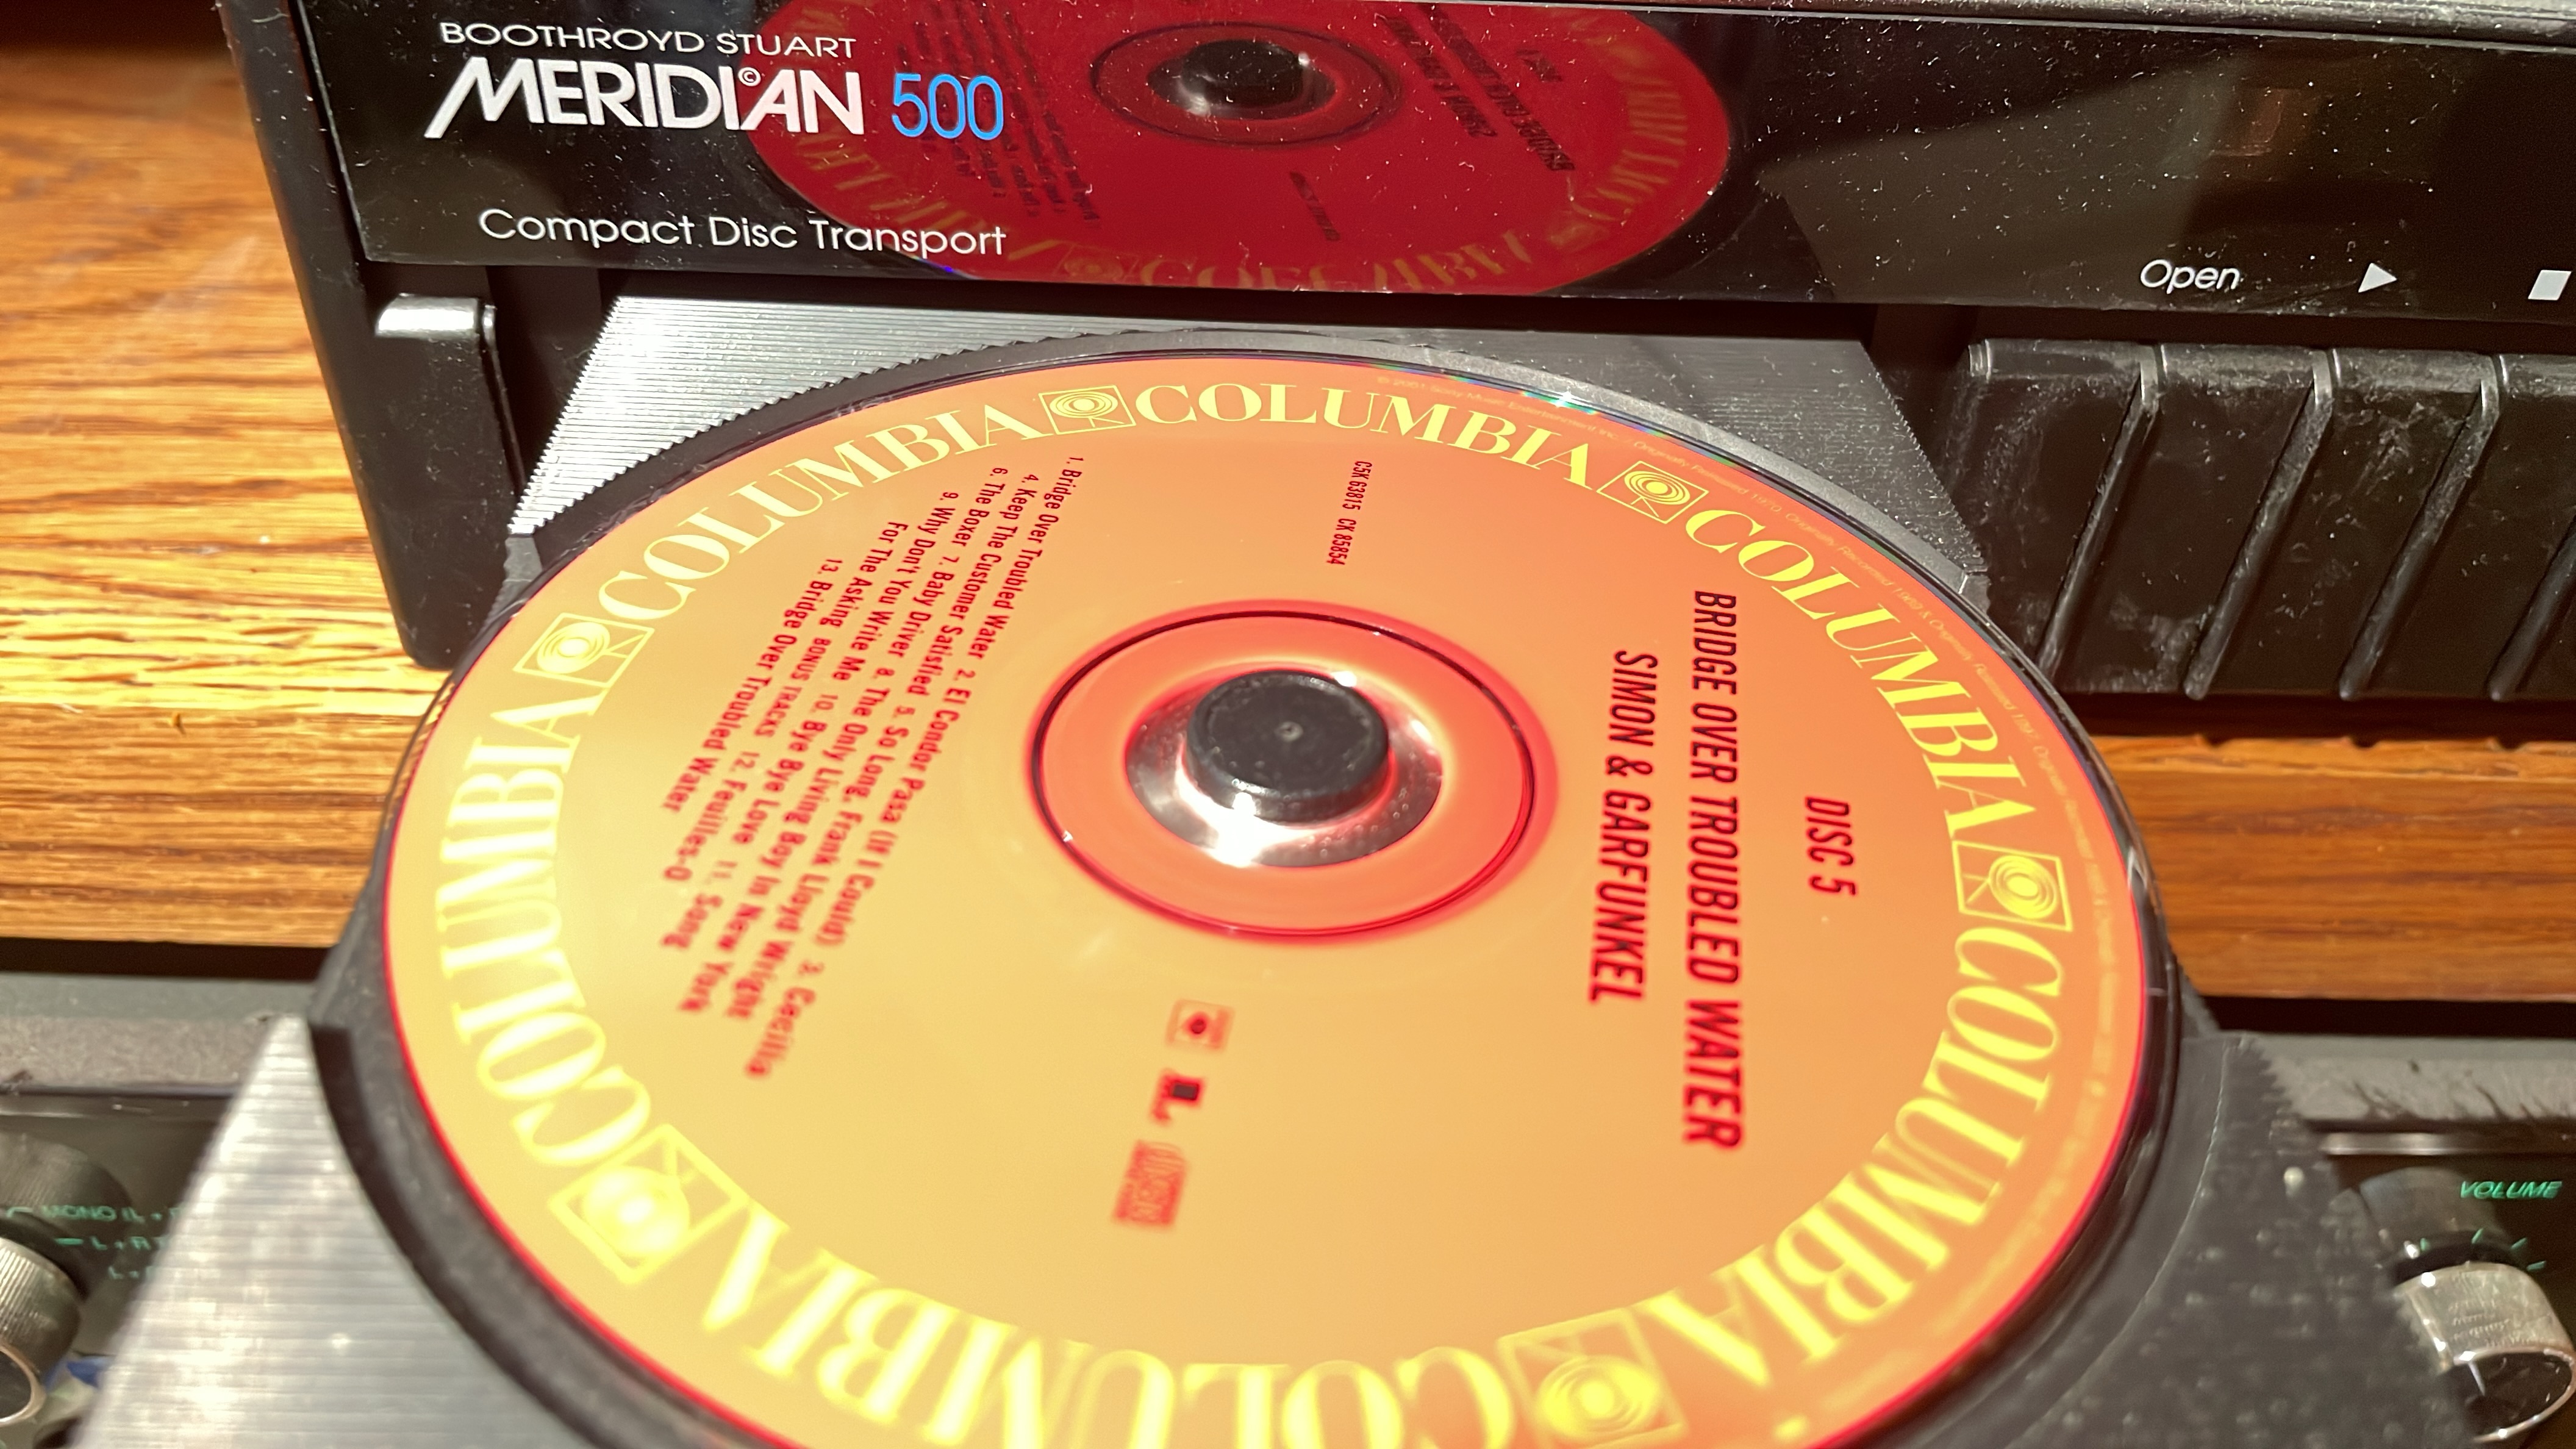 BOOTHROYD STUART
MERIDIAN 500
Compact Disc Transport
Open
COLUMBIA COLUMBIA COLUMBIA COLUMBIA COLUMBIA COLUMBIA COLUMBIA COLUMBIA
DISC 5
BRIDGE OVER TROUBLED WATER
SIMON & GARFUNKEL
C5K 63815 CK 85854
1. Bridge Over Troubled Water 2. El Condor Pasa (If I Could) 3. Cecilia
4. Keep The Customer Satisfied 5. So Long, Frank Lloyd Wright
6. The Boxer 7. Baby Driver 8. The Only Living Boy In New York
9. Why Don't You Write Me 10. Bye Bye Love 11. Song
For The Asking BONUS TRACKS 12. Feuilles-O
13. Bridge Over Troubled Water
VOLUME